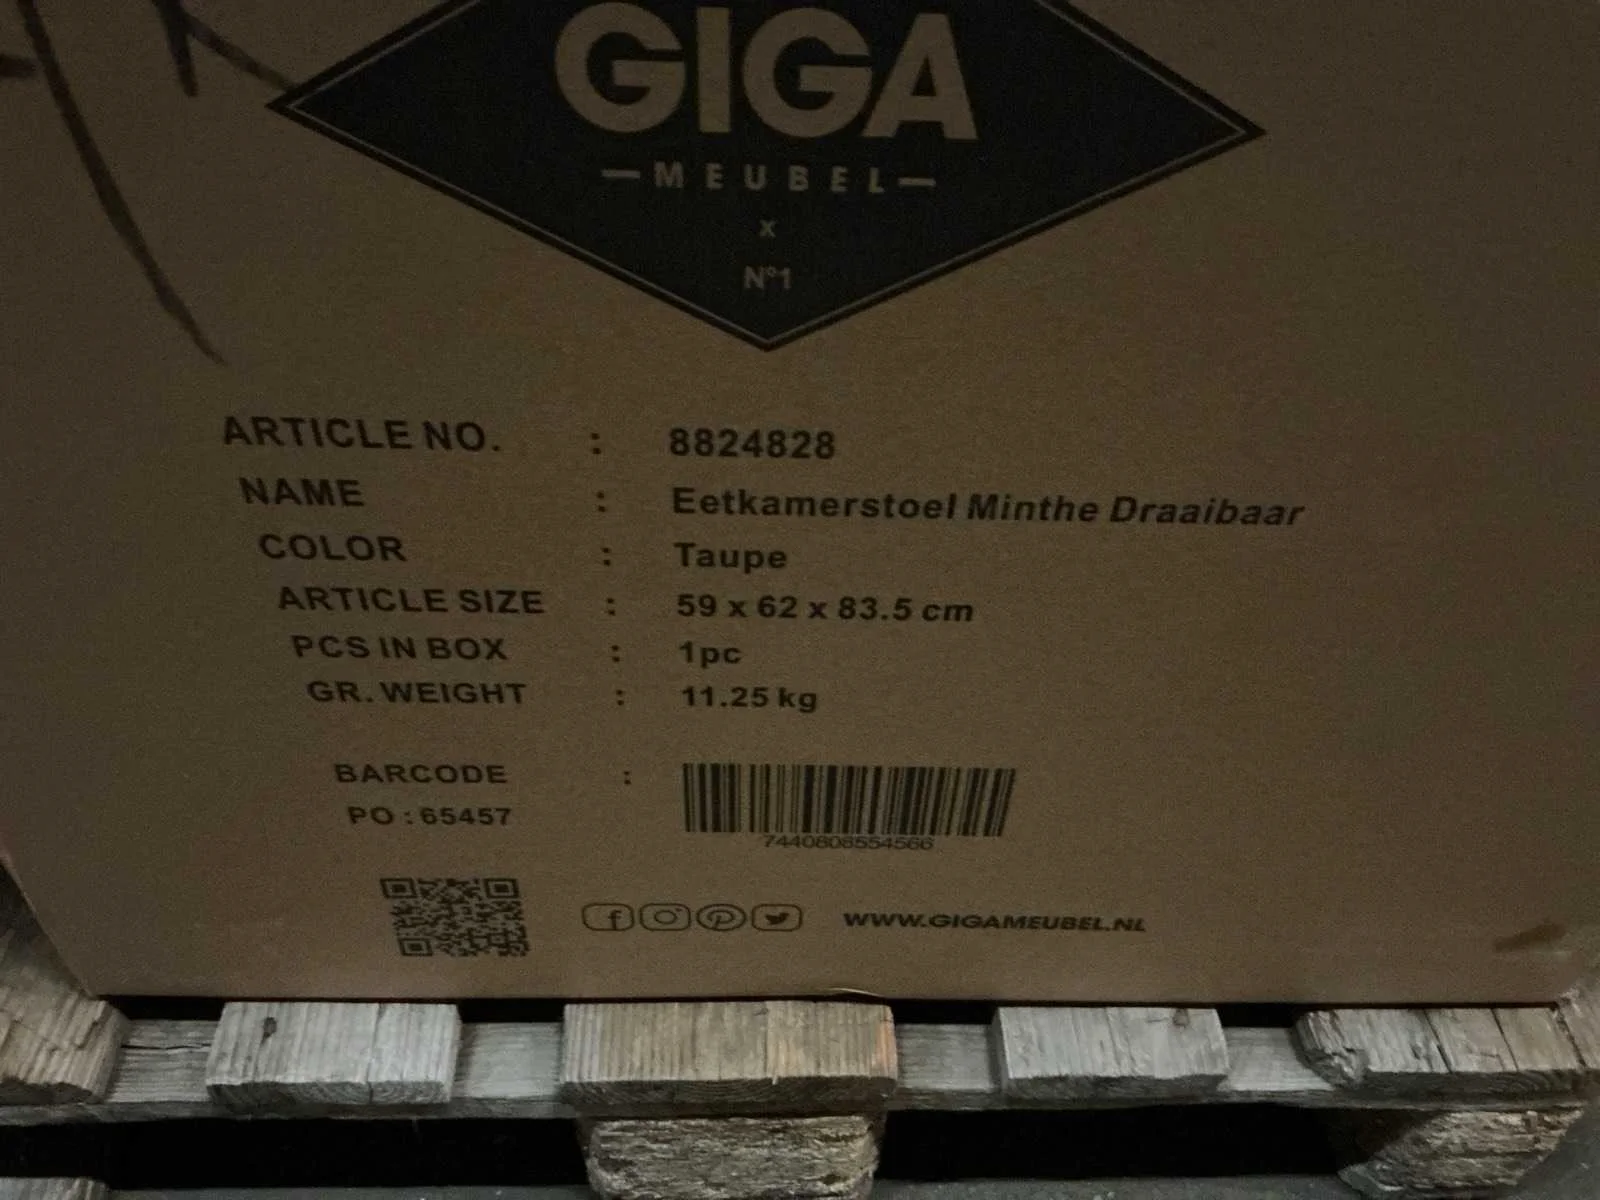 GIGA
MEUBEL
x
N°1
ARTICLE NO. : 8824828
NAME : Eetkamerstoel Minthe Draaibaar
COLOR : Taupe
ARTICLE SIZE : 59 x 62 x 83.5 cm
PCS IN BOX : 1pc
GR. WEIGHT : 11.25 kg
BARCODE :
PO : 65457
7440808554566
WWW.GIGAMEUBEL.NL